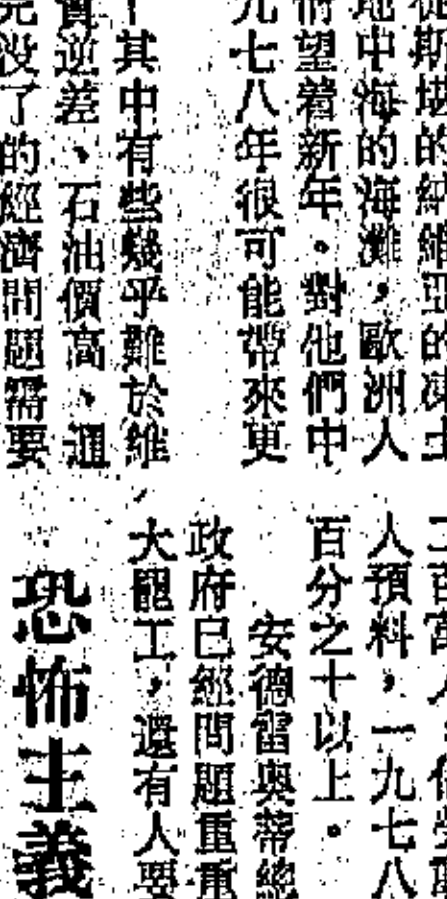 從斯堪的納維亞的凍土
地中海的海灘，歐洲人
們望着新年。對他們中
九七八年很可能帶來更
其中有些幾乎難於維
逆差、石油價高、通
完没了的經濟問題需要
人預料，一九七八
百分之十以上。
安德雷奧蒂總
政府已經問題重重
大罷工，還有人要
恐怖主義